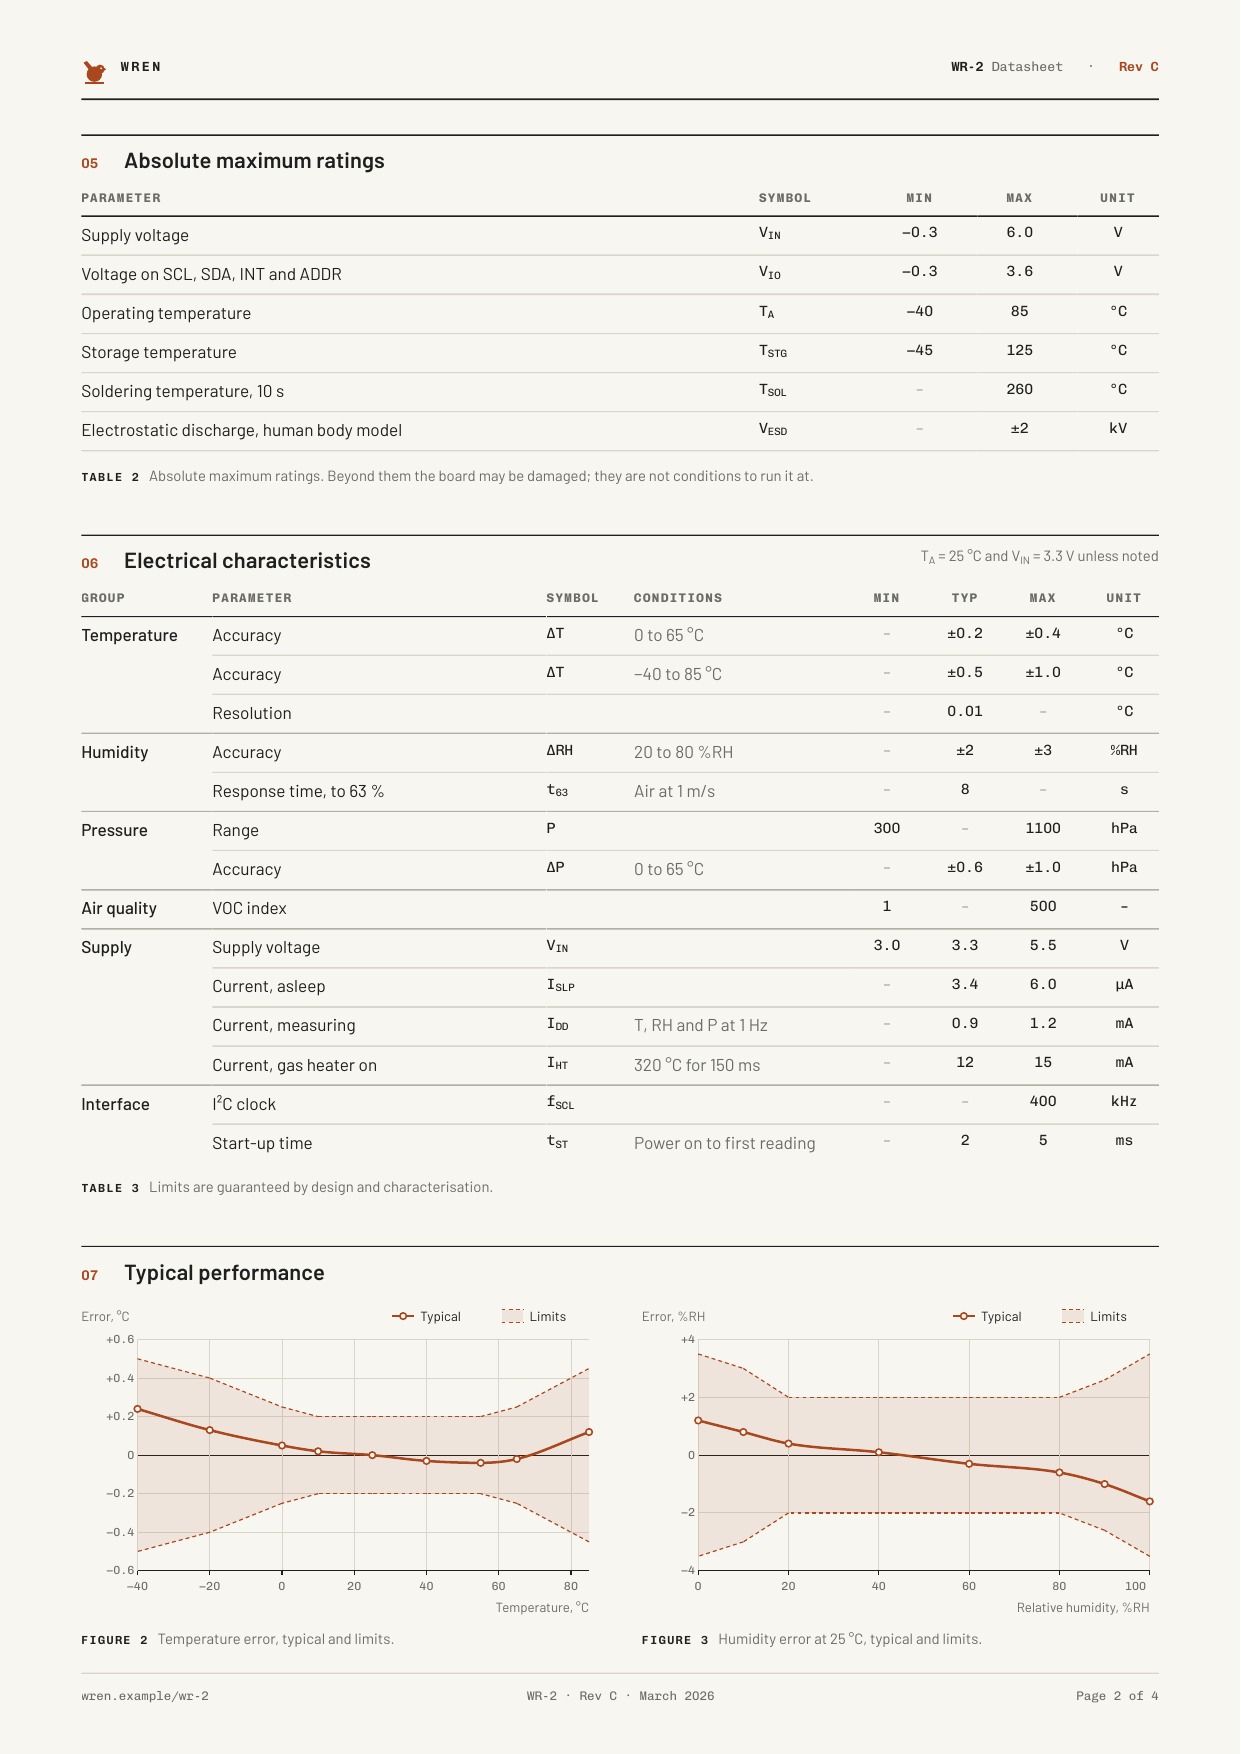 WREN WR-2 Datasheet · Rev C
05 Absolute maximum ratings
PARAMETER SYMBOL MIN MAX UNIT
Supply voltage VIN −0.3 6.0 V
Voltage on SCL, SDA, INT and ADDR VIO −0.3 3.6 V
Operating temperature TA −40 85 °C
Storage temperature TSTG −45 125 °C
Soldering temperature, 10 s TSOL – 260 °C
Electrostatic discharge, human body model VESD – ±2 kV
TABLE 2 Absolute maximum ratings. Beyond them the board may be damaged; they are not conditions to run it at.
06 Electrical characteristics TA = 25 °C and VIN = 3.3 V unless noted
GROUP PARAMETER SYMBOL CONDITIONS MIN TYP MAX UNIT
Temperature Accuracy ΔT 0 to 65 °C – ±0.2 ±0.4 °C
Accuracy ΔT −40 to 85 °C – ±0.5 ±1.0 °C
Resolution – 0.01 – °C
Humidity Accuracy ΔRH 20 to 80 %RH – ±2 ±3 %RH
Response time, to 63 % t63 Air at 1 m/s – 8 – s
Pressure Range P 300 – 1100 hPa
Accuracy ΔP 0 to 65 °C – ±0.6 ±1.0 hPa
Air quality VOC index 1 – 500 –
Supply Supply voltage VIN 3.0 3.3 5.5 V
Current, asleep ISLP – 3.4 6.0 µA
Current, measuring IDD T, RH and P at 1 Hz – 0.9 1.2 mA
Current, gas heater on IHT 320 °C for 150 ms – 12 15 mA
Interface I²C clock fSCL – – 400 kHz
Start-up time tST Power on to first reading – 2 5 ms
TABLE 3 Limits are guaranteed by design and characterisation.
07 Typical performance
Error, °C Typical Limits
+0.6
+0.4
+0.2
0
−0.2
−0.4
−0.6
−40 −20 0 20 40 60 80
Temperature, °C
FIGURE 2 Temperature error, typical and limits.
Error, %RH Typical Limits
+4
+2
0
−2
−4
0 20 40 60 80 100
Relative humidity, %RH
FIGURE 3 Humidity error at 25 °C, typical and limits.
wren.example/wr-2 WR-2 · Rev C · March 2026 Page 2 of 4